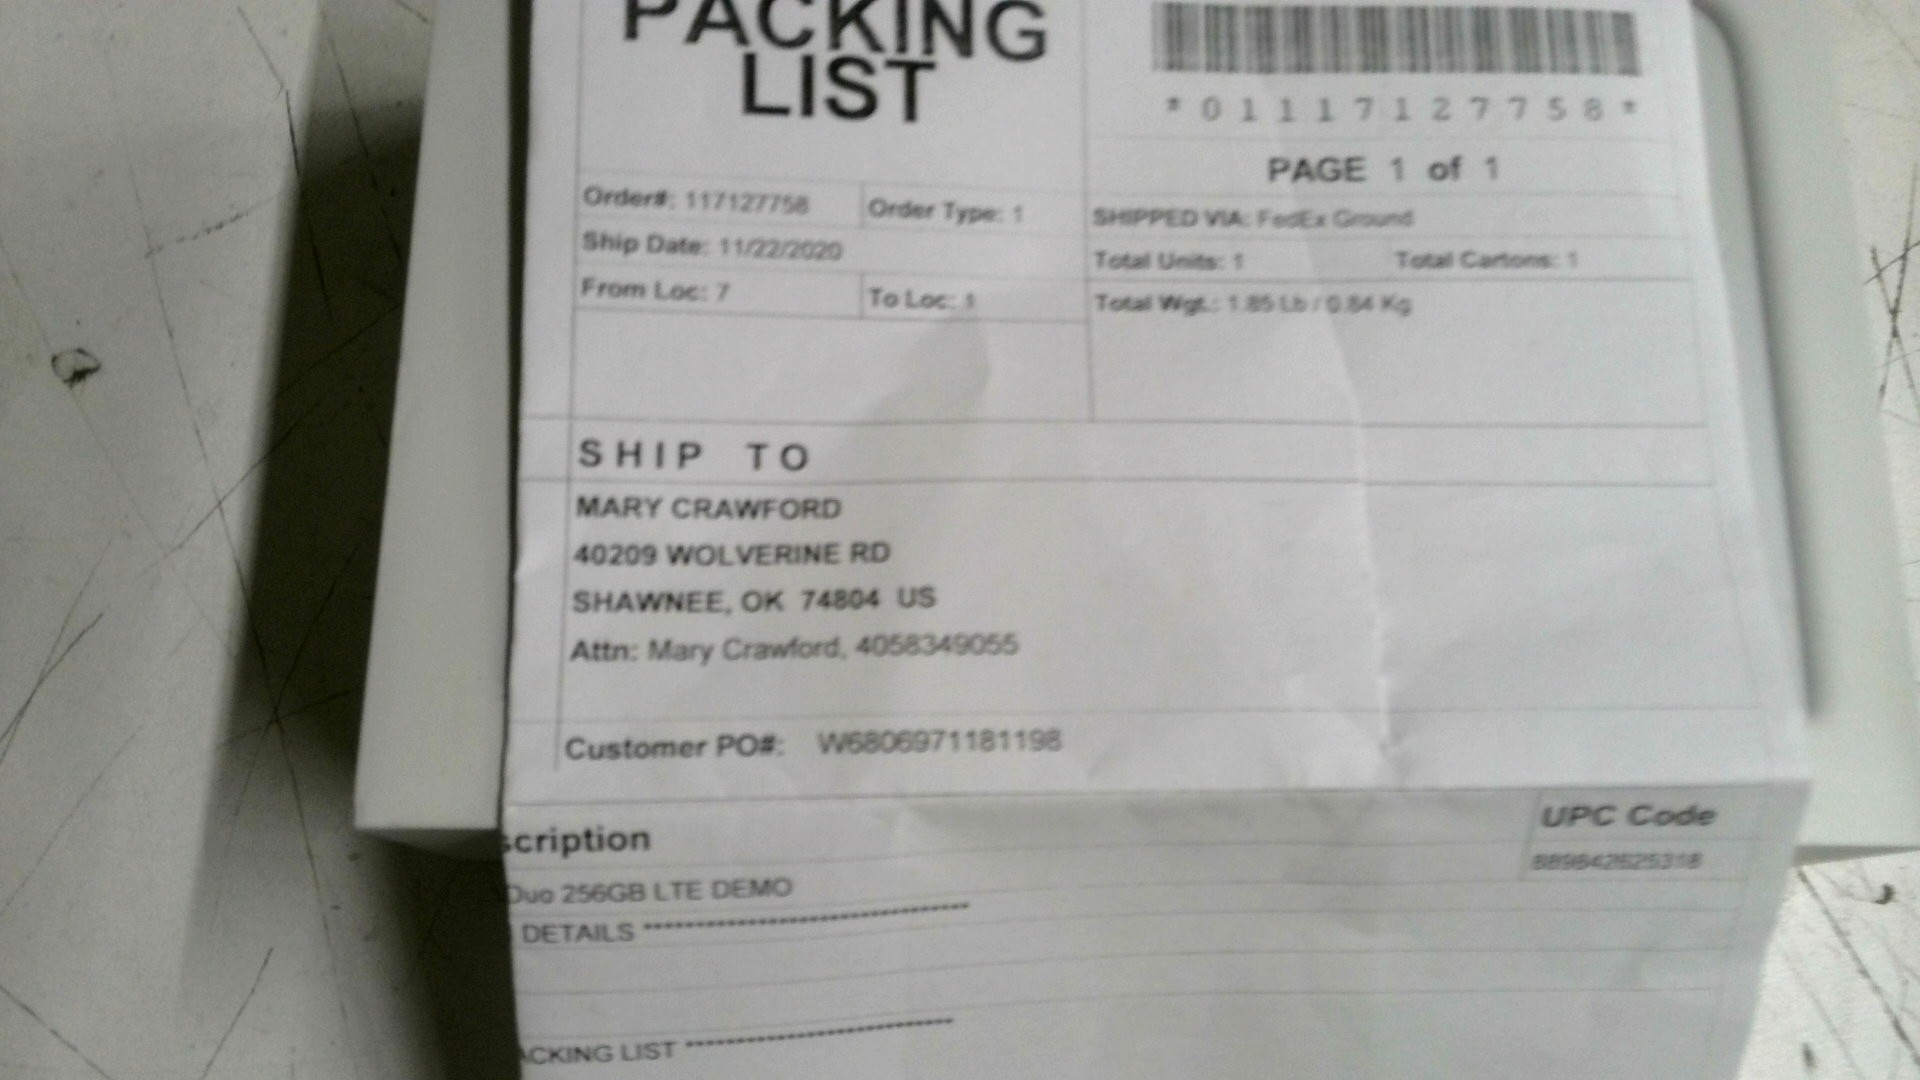 PACKING
LIST
*01117127758*
PAGE 1 of 1
Order#: 117127758
Order Type: 1
SHIPPED VIA: FedEx Ground
Ship Date: 11/22/2020
Total Units: 1
Total Cartons: 1
From Loc: 7
To Loc: 1
Total Wgt.: 1.85 Lb / 0.84 Kg
SHIP TO
MARY CRAWFORD
40209 WOLVERINE RD
SHAWNEE, OK 74804 US
Attn: Mary Crawford, 4058349055
Customer PO#: W6806971181198
scription
UPC Code
Duo 256GB LTE DEMO
889842625318
DETAILS ********************************
ACKING LIST ***************************